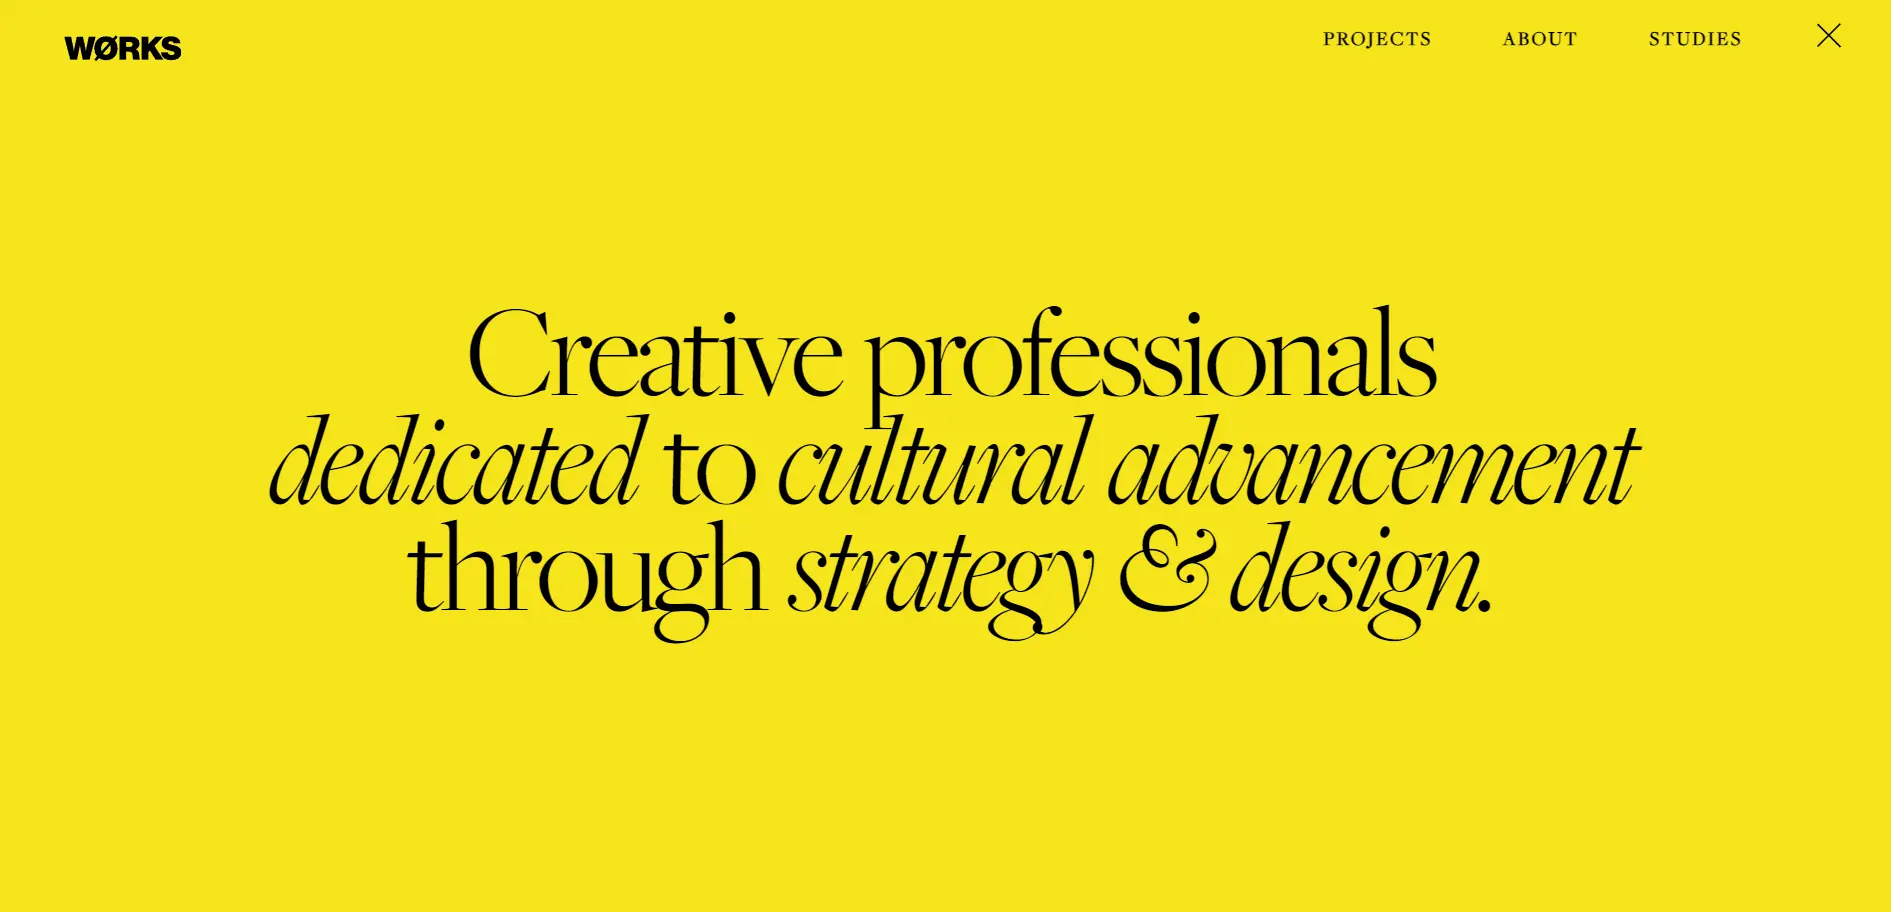 WØRKS
PROJECTS
ABOUT
STUDIES
Creative professionals
dedicated to cultural advancement
through strategy & design.